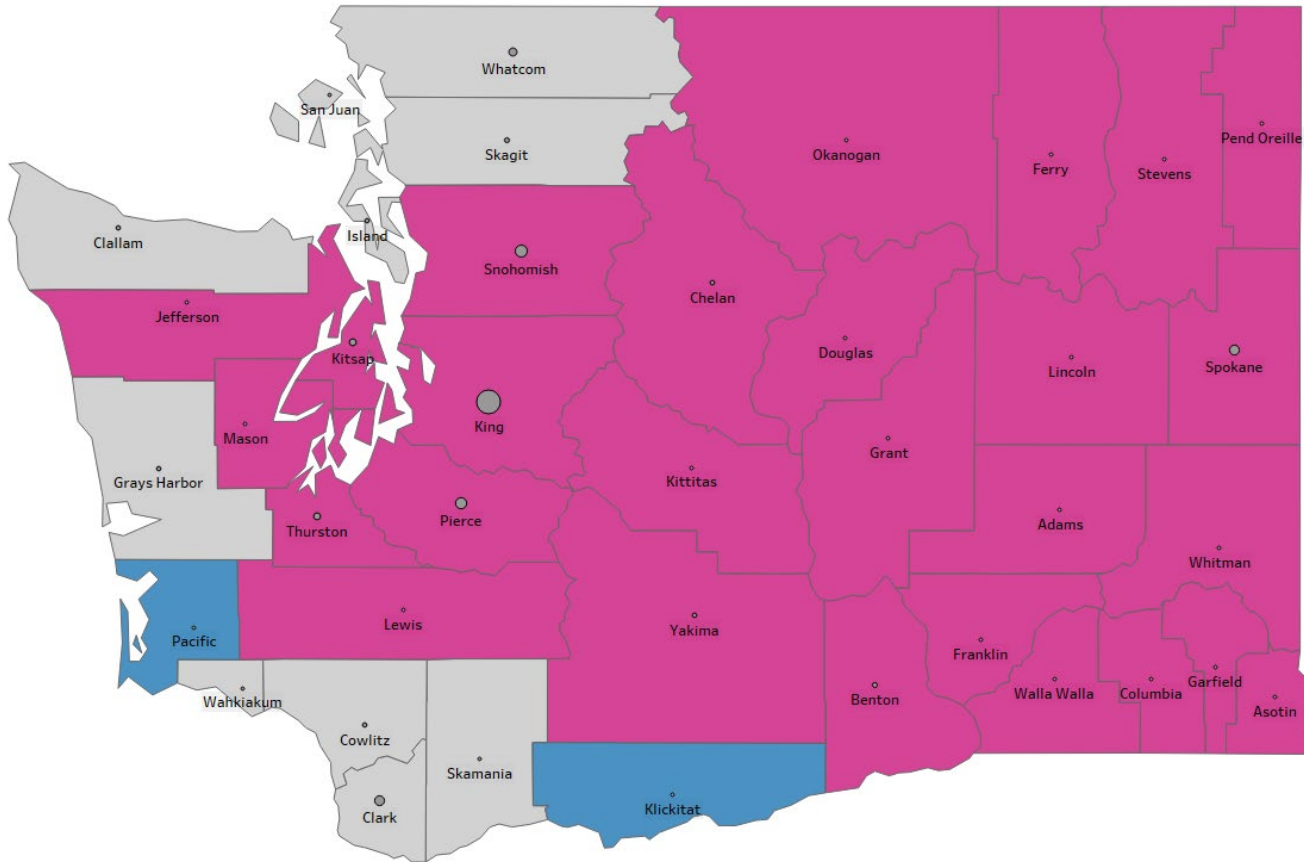 Whatcom
San Juan
Skagit
Okanogan
Ferry
Stevens
Pend Oreille
Clallam
Island
Snohomish
Chelan
Jefferson
Kitsap
Douglas
Lincoln
Spokane
King
Mason
Grant
Grays Harbor
Kittitas
Thurston
Pierce
Adams
Whitman
Lewis
Yakima
Pacific
Franklin
Wahkiakum
Benton
Walla Walla
Columbia
Garfield
Asotin
Cowlitz
Skamania
Clark
Klickitat